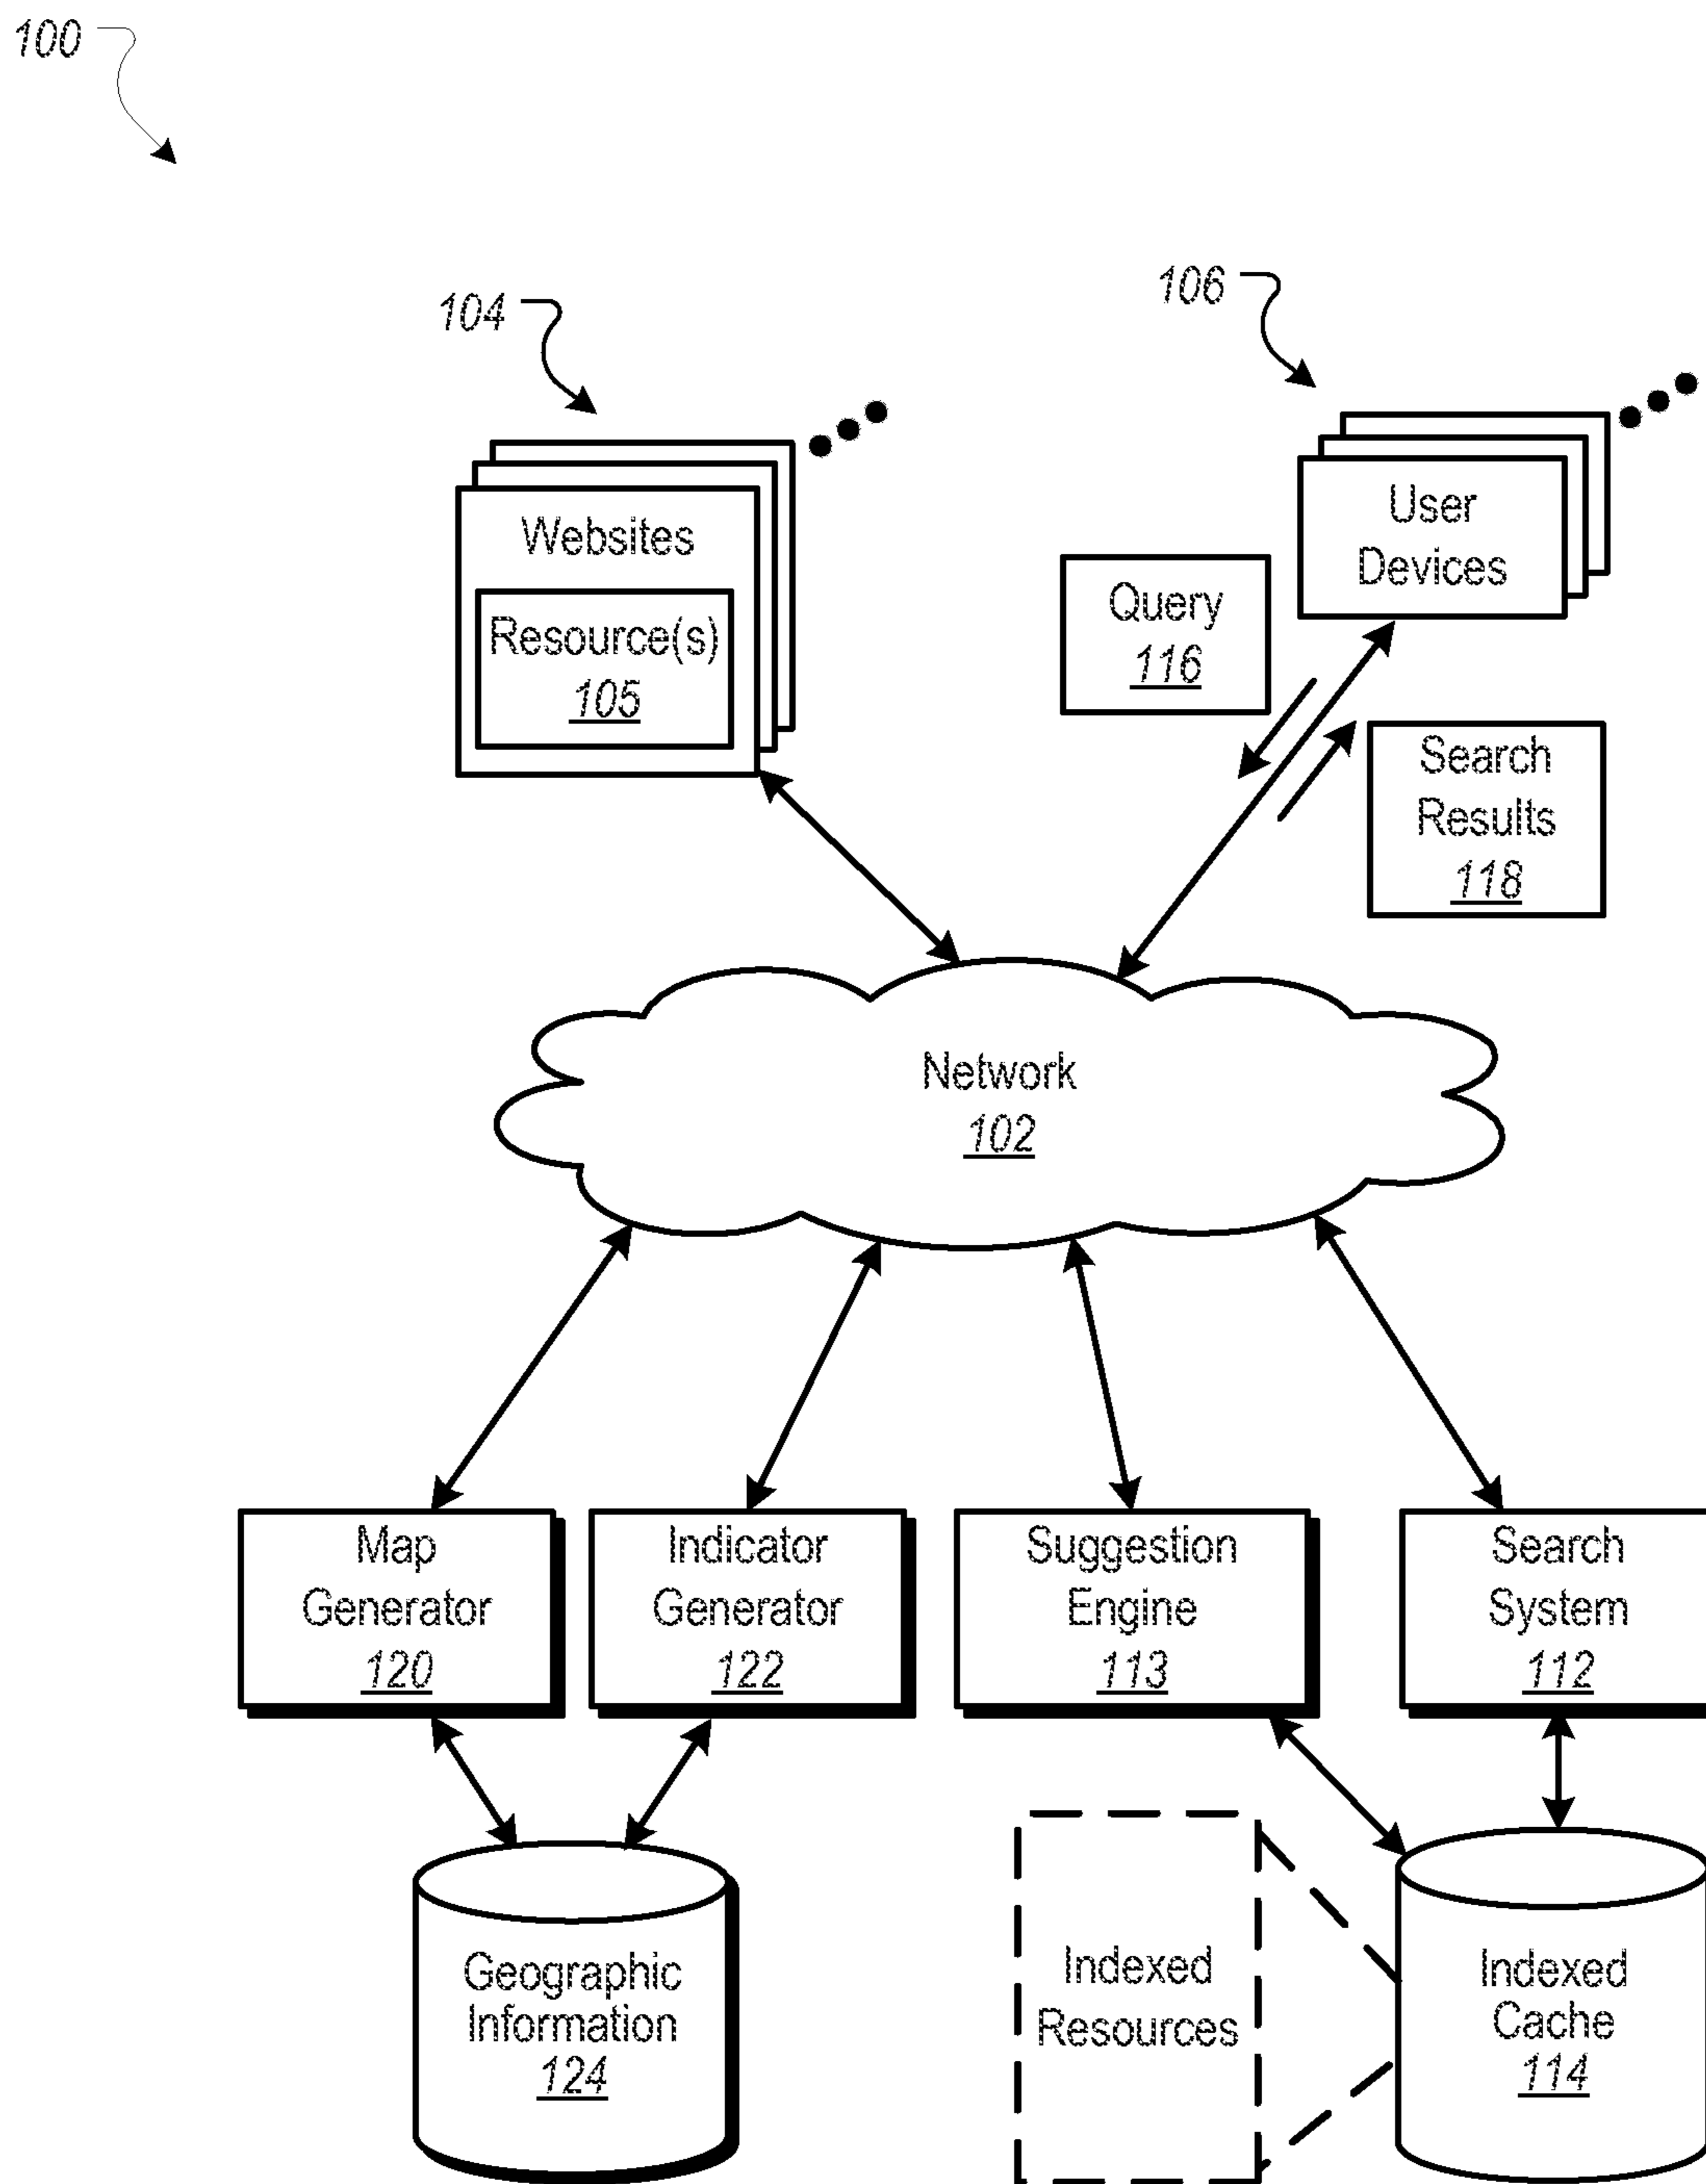 100
104
106
Websites
Resource(s)
105
User
Devices
Query
116
Search
Results
118
Network
102
Map
Generator
120
Indicator
Generator
122
Suggestion
Engine
113
Search
System
112
Geographic
Information
124
Indexed
Resources
Indexed
Cache
114